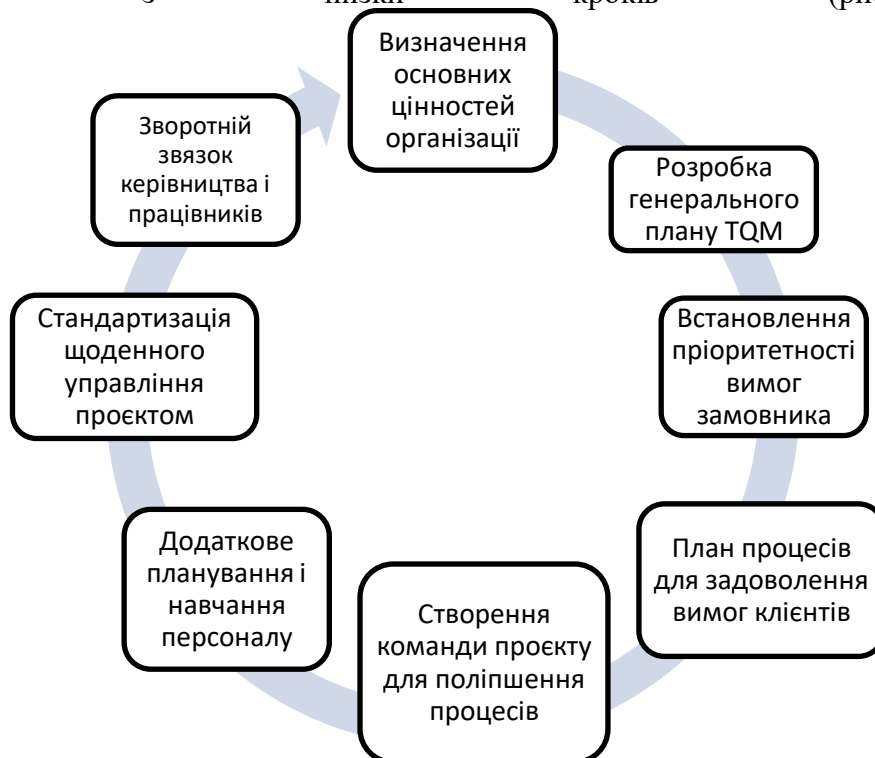 кроків
Визначення
основних
цінностей
організації
Розробка
генерального
плану TQM
Встановлення
пріоритетності
вимог
замовника
План процесів
для задоволення
вимог клієнтів
Створення
команди проєкту
для поліпшення
процесів
Додаткове
планування і
навчання
персоналу
Стандартизація
щоденного
управління
проєктом
Зворотній
звязок
керівництва і
працівників